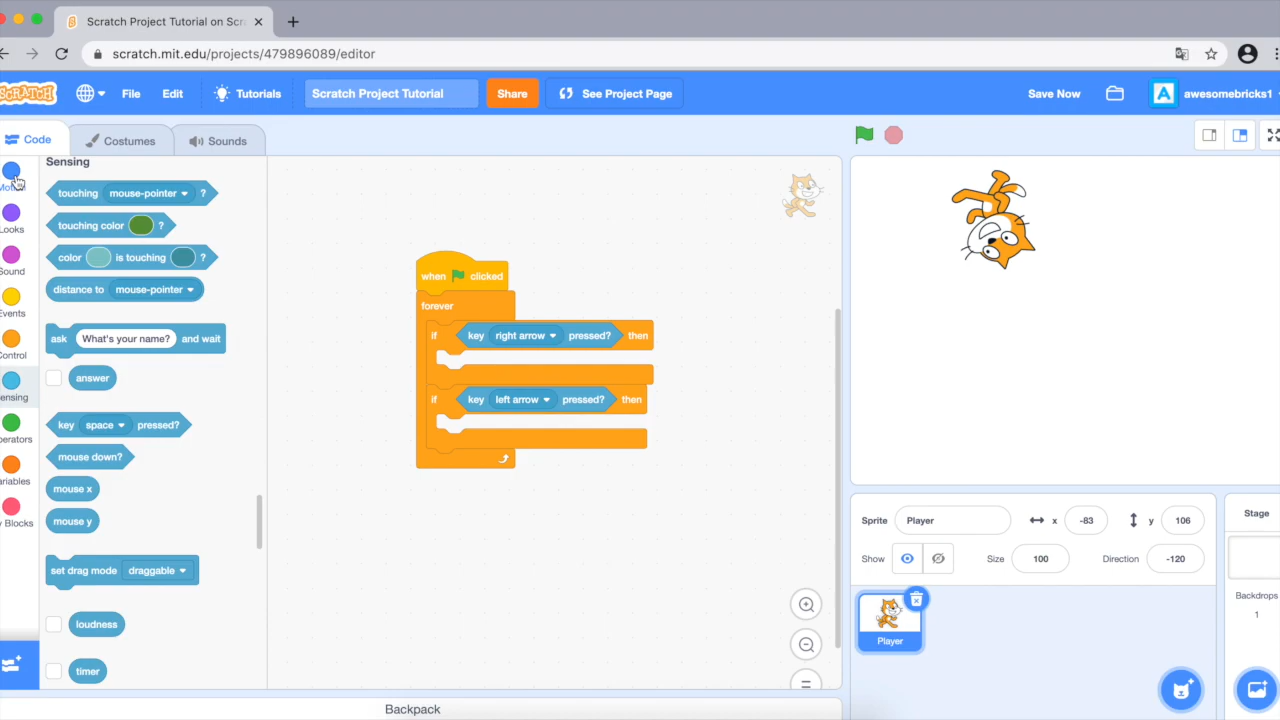 Scratch Project Tutorial on Scr
scratch.mit.edu/projects/479896089/editor
SCRATCH
File
Edit
Tutorials
Scratch Project Tutorial
Share
See Project Page
Save Now
A
awesomebricks1
Code
Costumes
Sounds
Looks
Sound
Events
Control
ensing
erators
ariables
y Blocks
Sensing
touching mouse-pointer ?
touching color ?
color is touching ?
distance to mouse-pointer
ask What's your name? and wait
answer
key space pressed?
mouse down?
mouse x
mouse y
set drag mode draggable
loudness
timer
when clicked
forever
if key right arrow pressed? then
if key left arrow pressed? then
Backpack
Sprite Player
x -83
y 106
Show
Size 100
Direction -120
Player
Stage
Backdrops
1